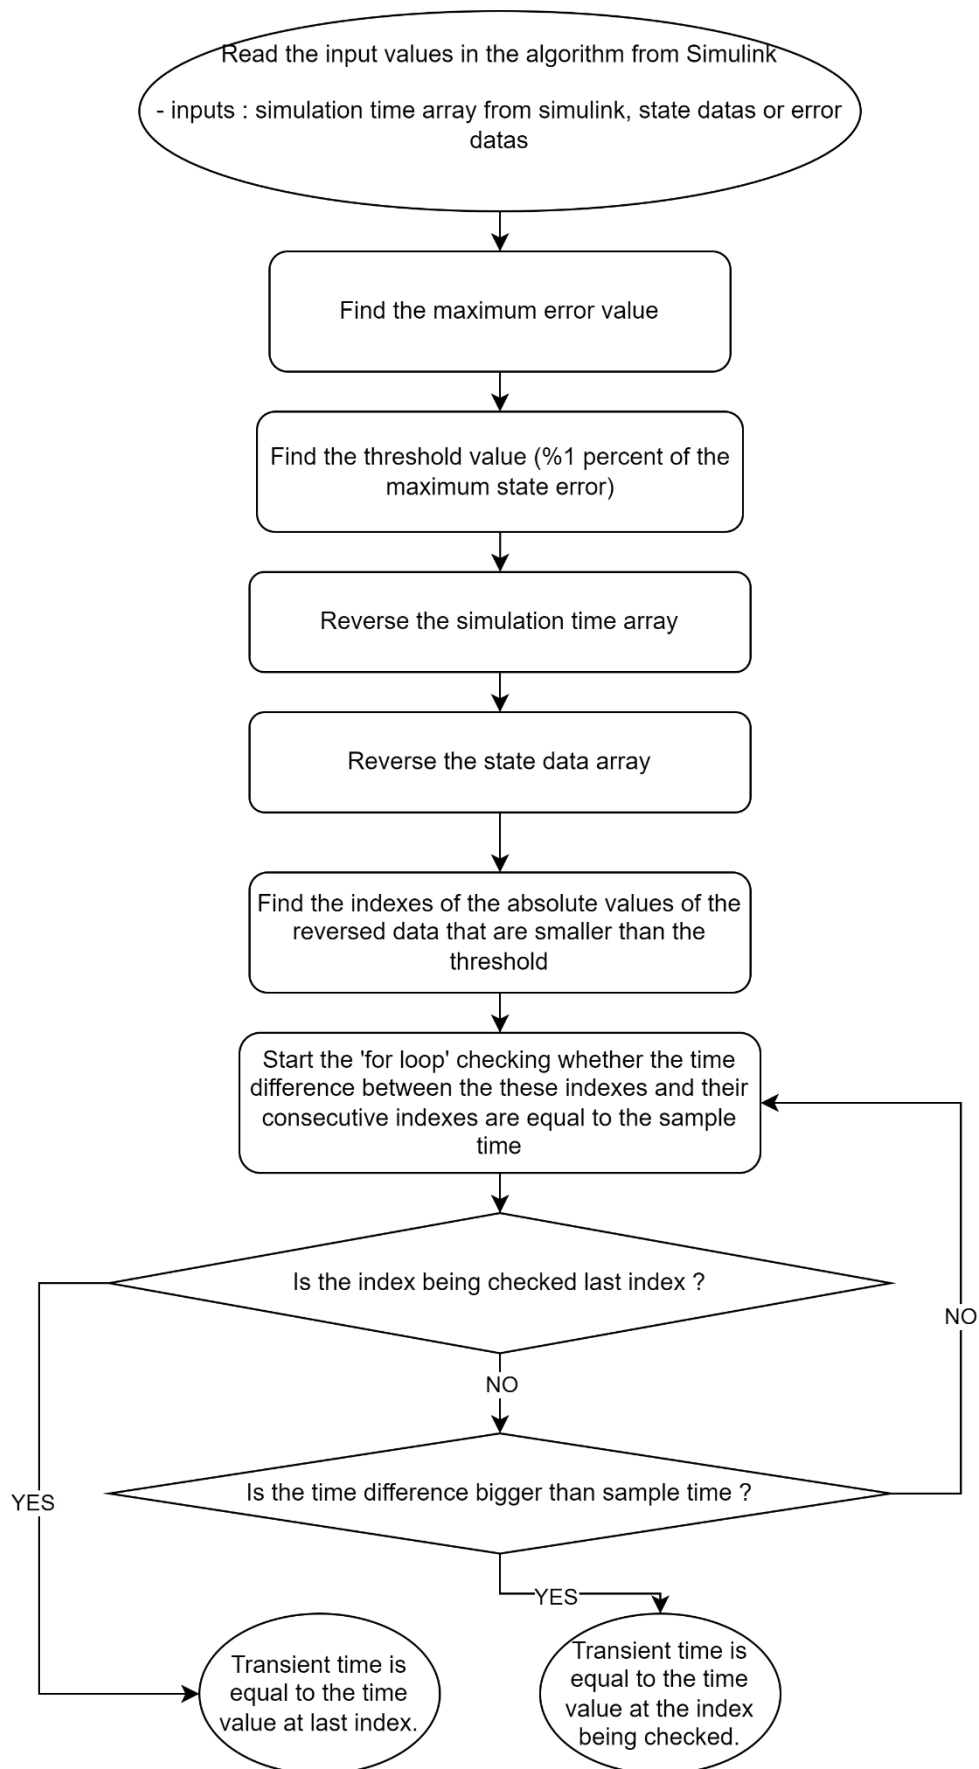 Read the input values in the algorithm from Simulink
- inputs : simulation time array from simulink, state datas or error
datas
Find the maximum error value
Find the threshold value (%1 percent of the
maximum state error)
Reverse the simulation time array
Reverse the state data array
Find the indexes of the absolute values of the
reversed data that are smaller than the
threshold
Start the 'for loop' checking whether the time
difference between the these indexes and their
consecutive indexes are equal to the sample
time
Is the index being checked last index ?
NO
NO
Is the time difference bigger than sample time ?
YES
YES
Transient time is
equal to the time
value at last index.
Transient time is
equal to the time
value at the index
being checked.